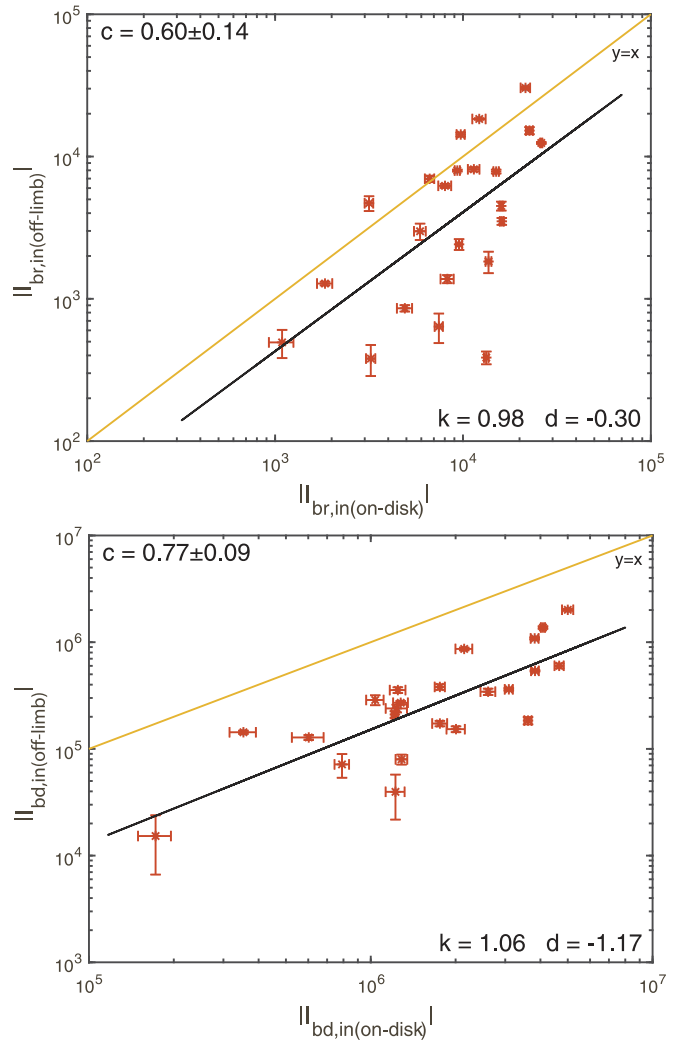 10^5
c = 0.60±0.14
y=x
10^4
|I_br,in(off-limb)|
10^3
k = 0.98 d = -0.30
10^2
10^2 10^3 10^4 10^5
|I_br,in(on-disk)|
10^7
c = 0.77±0.09
y=x
10^6
|I_bd,in(off-limb)|
10^5
10^4
k = 1.06 d = -1.17
10^3
10^5 10^6 10^7
|I_bd,in(on-disk)|